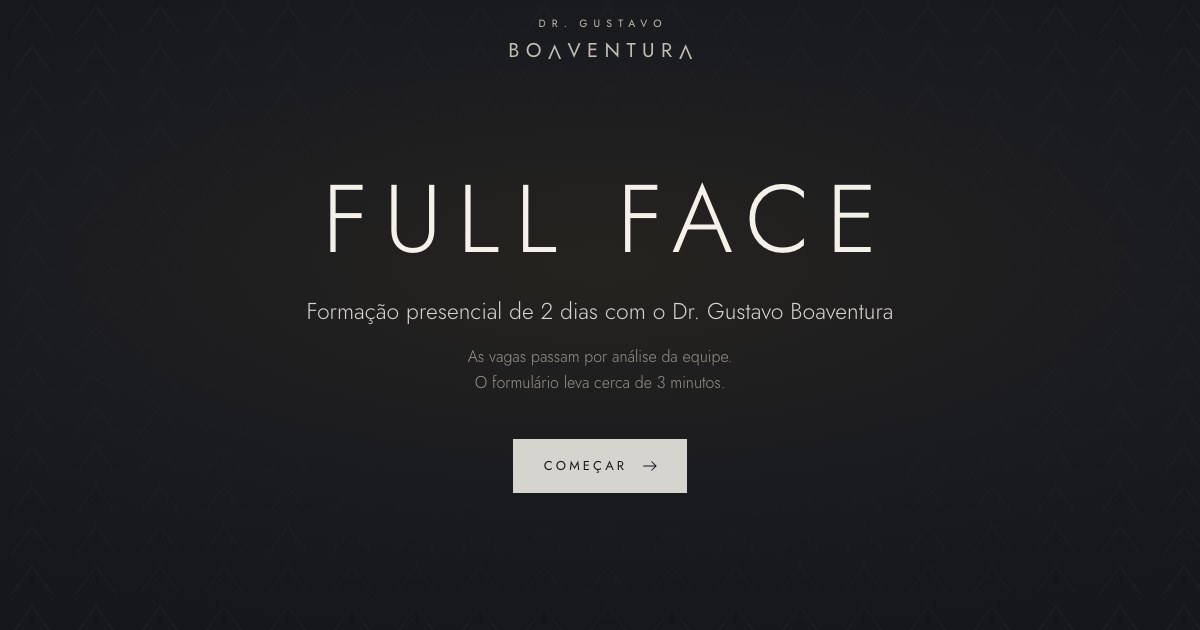 DR. GUSTAVO
BOAVENTURA
FULL FACE
Formação presencial de 2 dias com o Dr. Gustavo Boaventura
As vagas passam por análise da equipe.
O formulário leva cerca de 3 minutos.
COMEÇAR →